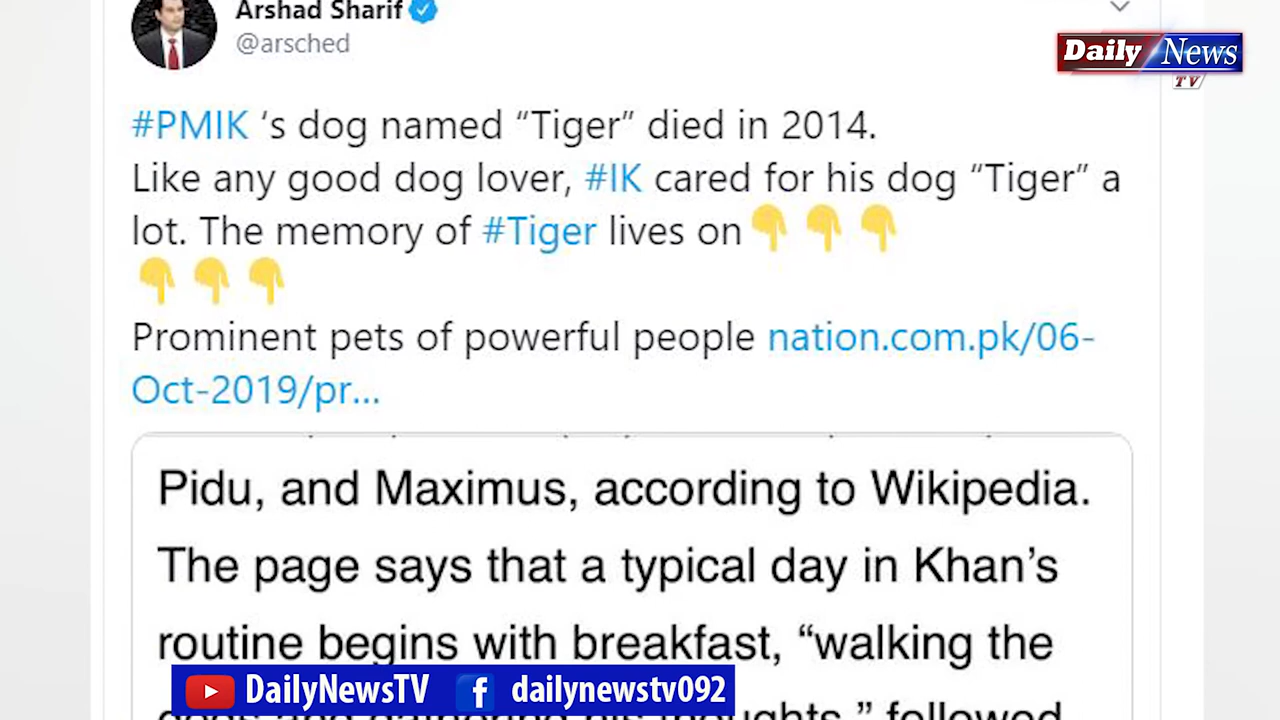 Arshad Sharif
@arsched
Daily News
TV
#PMIK ‘s dog named “Tiger” died in 2014.
Like any good dog lover, #IK cared for his dog “Tiger” a
lot. The memory of #Tiger lives on👇👇👇
👇👇👇
Prominent pets of powerful people nation.com.pk/06-
Oct-2019/pr...
Pidu, and Maximus, according to Wikipedia.
The page says that a typical day in Khan’s
routine begins with breakfast, “walking the
thoughts,” followed
DailyNewsTV dailynewstv092